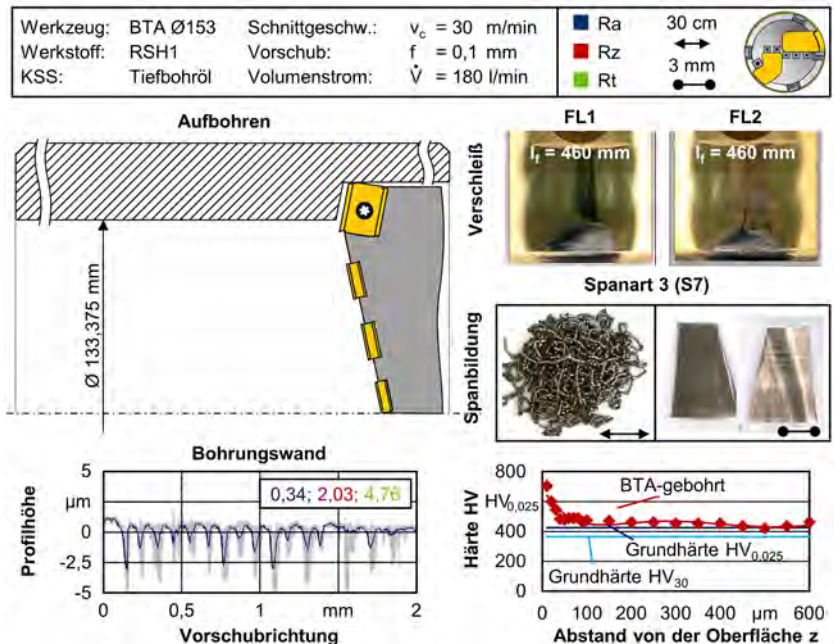 Werkzeug: BTA Ø153 Schnittgeschw.: v_c = 30 m/min
Werkstoff: RSH1 Vorschub: f = 0,1 mm
KSS: Tiefbohröl Volumenstrom: V̇ = 180 l/min
Ra
Rz
Rt
30 cm
3 mm
Aufbohren
Ø 133,375 mm
FL1 FL2
Verschleiß
l_f = 460 mm l_f = 460 mm
Spanart 3 (S7)
Spanbildung
Bohrungswand
Profilhöhe
5
µm
0
-2,5
-5
0,34; 2,03; 4,76
0 0,5 1 mm 2
Vorschubrichtung
Härte HV
800
HV0,025
400
200
0
BTA-gebohrt
Grundhärte HV0,025
Grundhärte HV30
0 100 200 300 400 µm 600
Abstand von der Oberfläche z